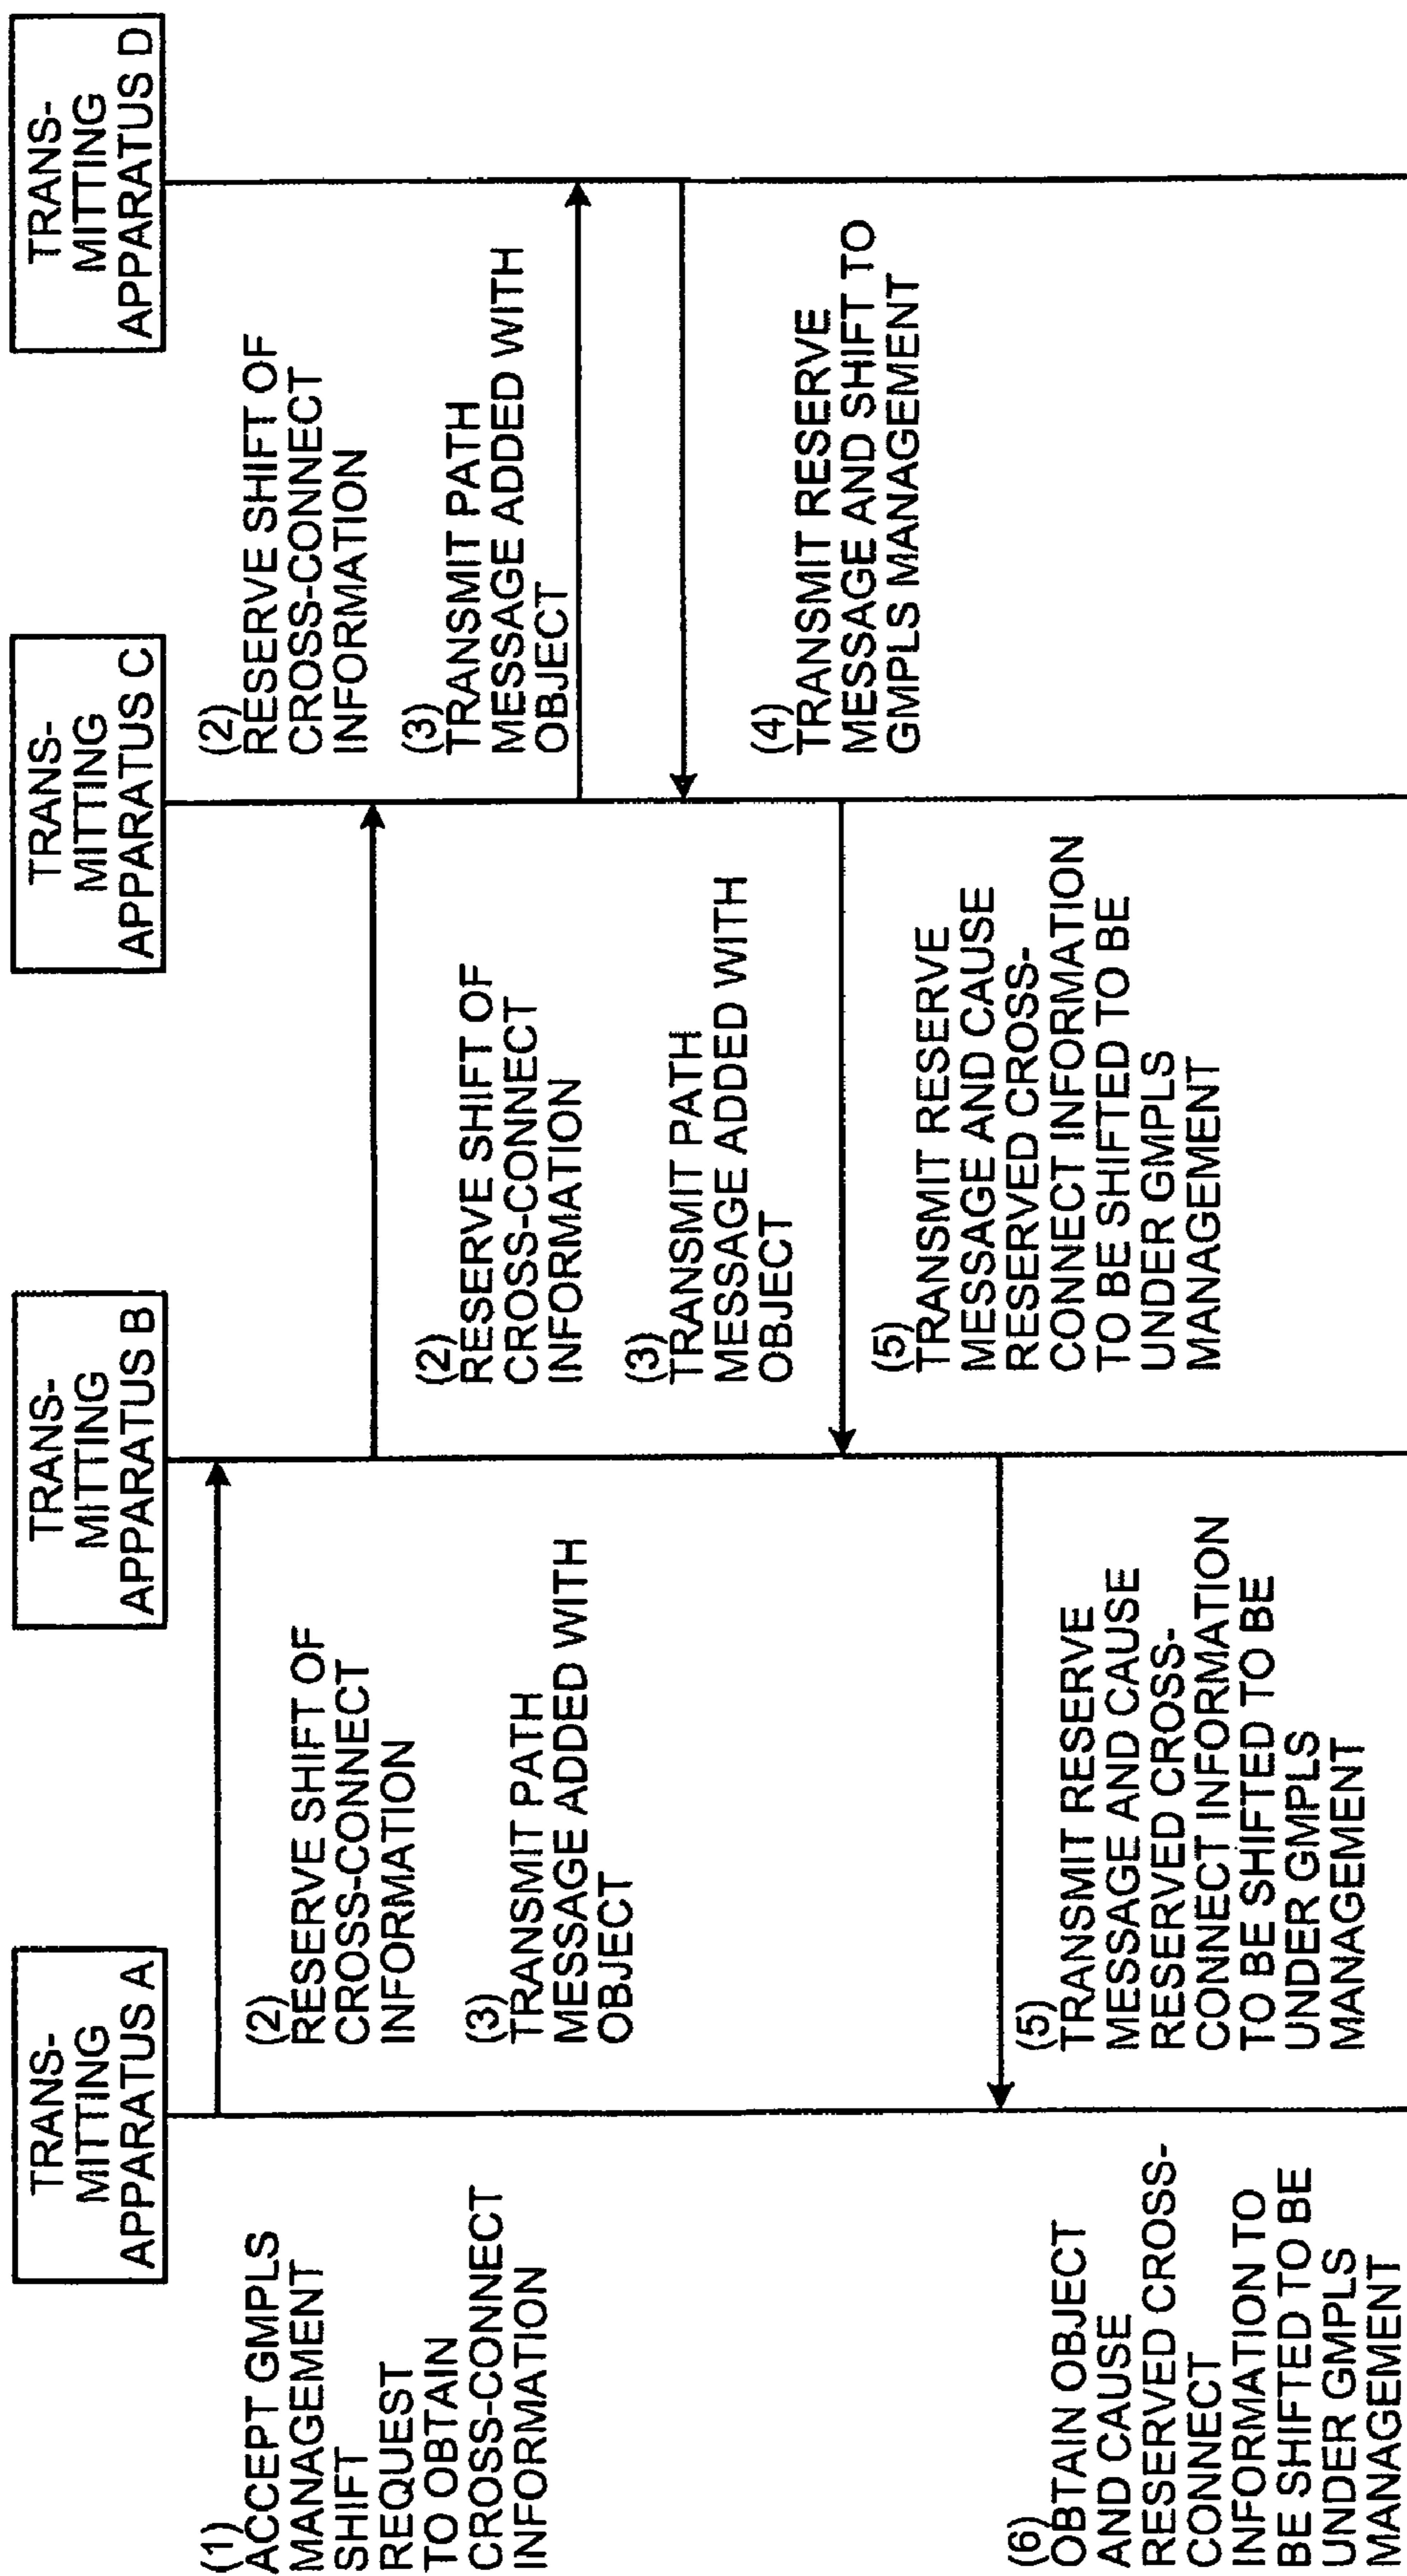 TRANS-
MITTING
APPARATUS A
TRANS-
MITTING
APPARATUS B
TRANS-
MITTING
APPARATUS C
TRANS-
MITTING
APPARATUS D
(1)
ACCEPT GMPLS
MANAGEMENT
SHIFT
REQUEST
TO OBTAIN
CROSS-CONNECT
INFORMATION
(2)
RESERVE SHIFT OF
CROSS-CONNECT
INFORMATION
(3)
TRANSMIT PATH
MESSAGE ADDED WITH
OBJECT
(2)
RESERVE SHIFT OF
CROSS-CONNECT
INFORMATION
(3)
TRANSMIT PATH
MESSAGE ADDED WITH
OBJECT
(2)
RESERVE SHIFT OF
CROSS-CONNECT
INFORMATION
(3)
TRANSMIT PATH
MESSAGE ADDED WITH
OBJECT
(4)
TRANSMIT RESERVE
MESSAGE AND SHIFT TO
GMPLS MANAGEMENT
(5)
TRANSMIT RESERVE
MESSAGE AND CAUSE
RESERVED CROSS-
CONNECT INFORMATION
TO BE SHIFTED TO BE
UNDER GMPLS
MANAGEMENT
(5)
TRANSMIT RESERVE
MESSAGE AND CAUSE
RESERVED CROSS-
CONNECT INFORMATION
TO BE SHIFTED TO BE
UNDER GMPLS
MANAGEMENT
(6)
OBTAIN OBJECT
AND CAUSE
RESERVED CROSS-
CONNECT
INFORMATION TO
BE SHIFTED TO BE
UNDER GMPLS
MANAGEMENT